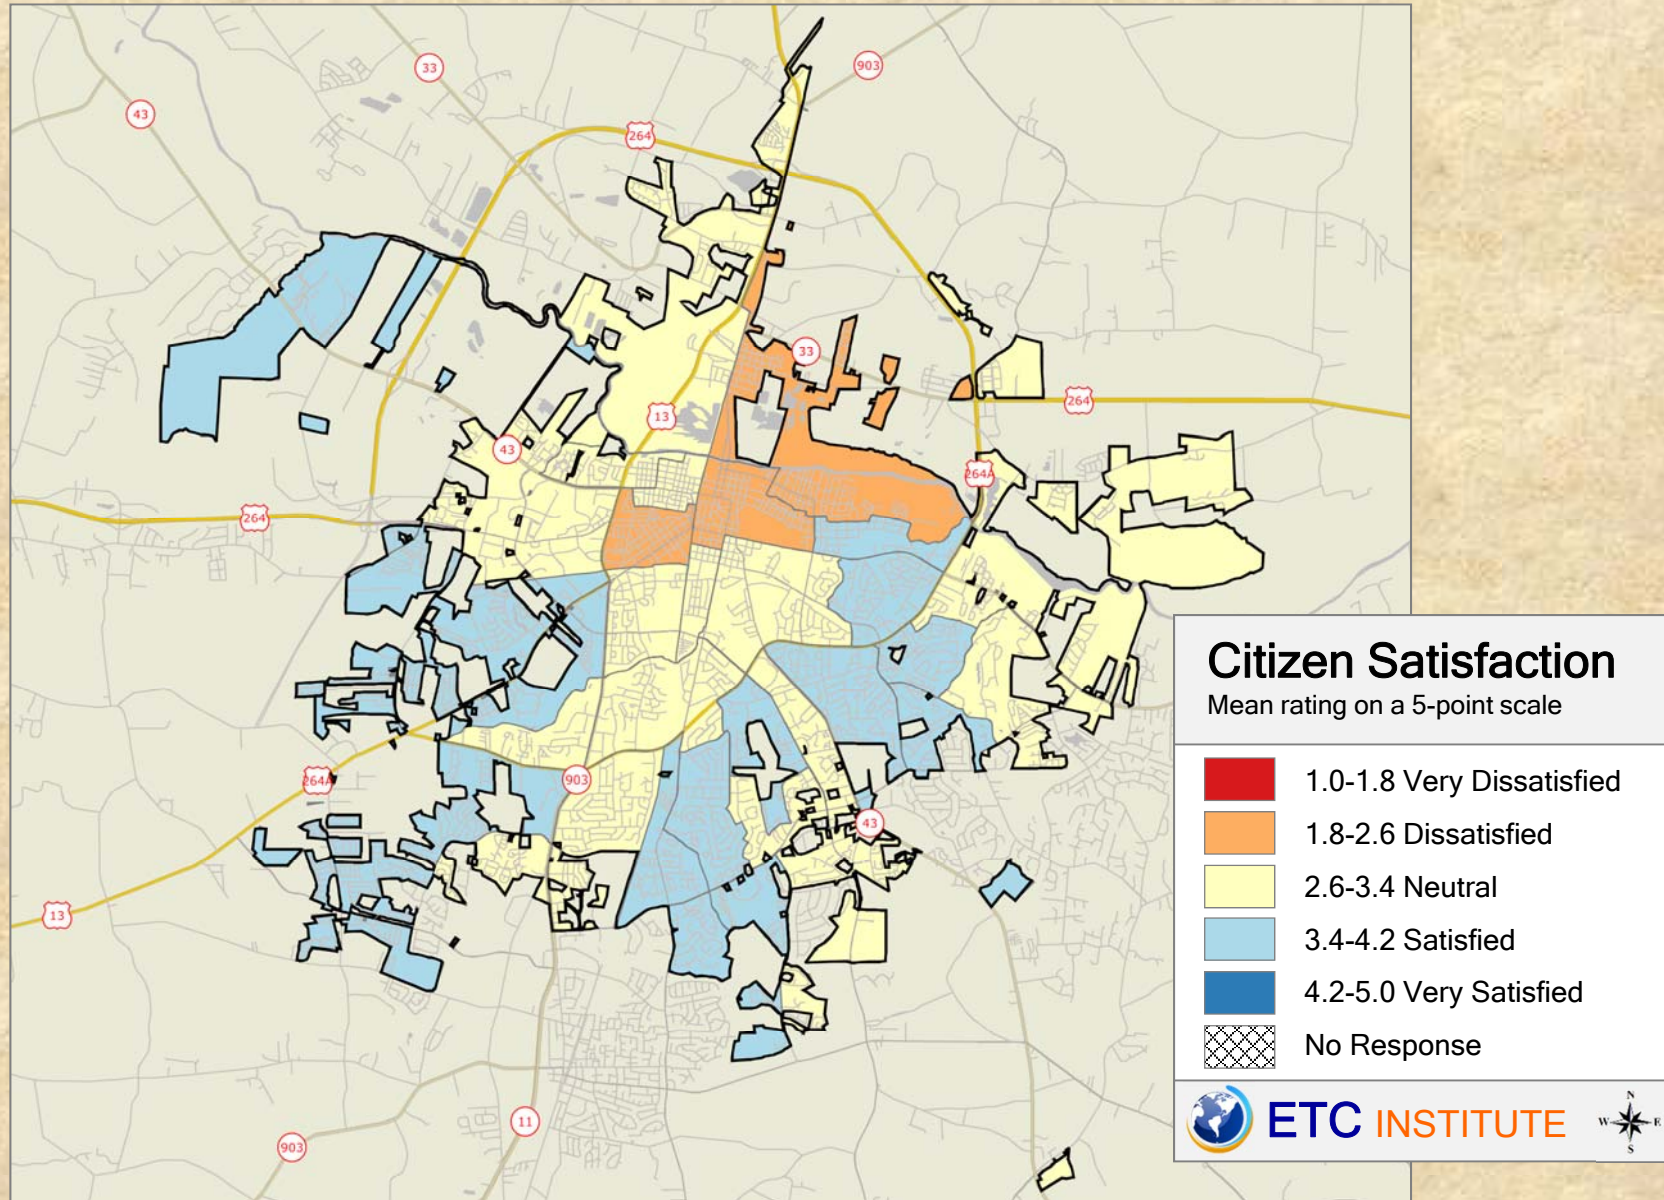 33
903
43
264
33
13
264
43
264A
264
903
264A
43
13
11
903
Citizen Satisfaction
Mean rating on a 5-point scale
1.0-1.8 Very Dissatisfied
1.8-2.6 Dissatisfied
2.6-3.4 Neutral
3.4-4.2 Satisfied
4.2-5.0 Very Satisfied
No Response
ETC INSTITUTE
N
W E
S